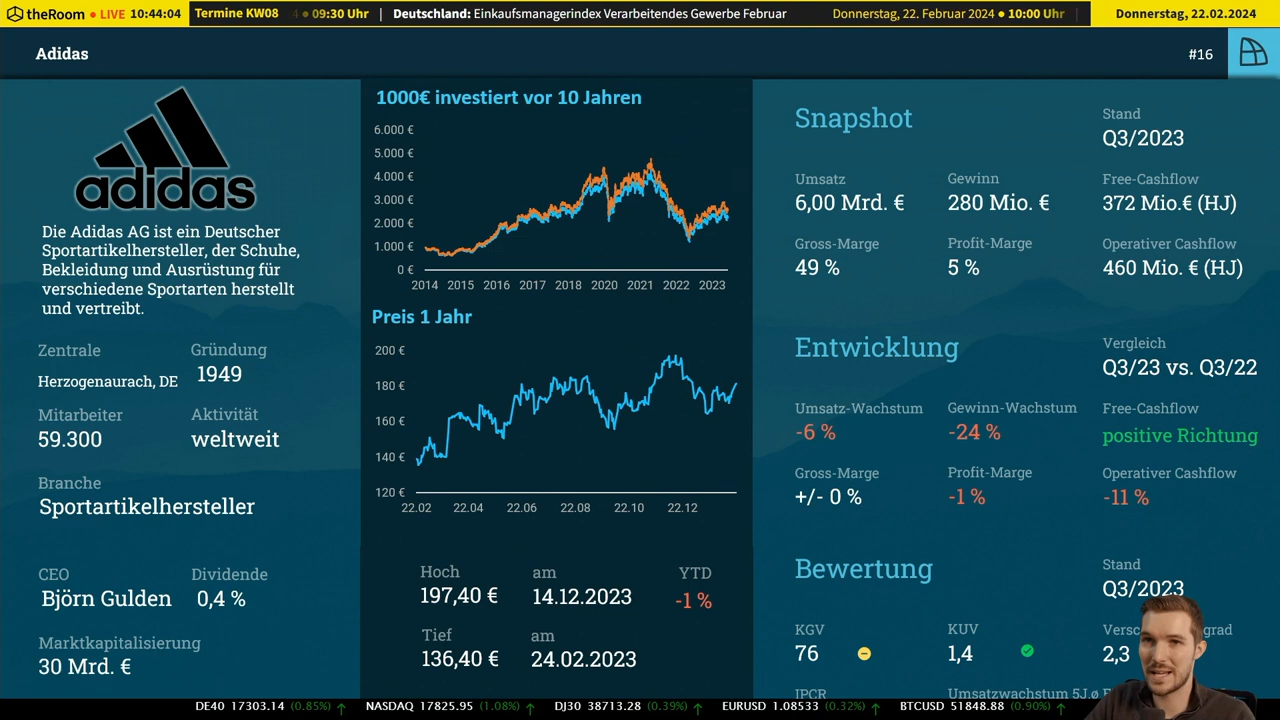 theRoom • LIVE 10:44:04
Termine KW08
4 • 09:30 Uhr | Deutschland: Einkaufsmanagerindex Verarbeitendes Gewerbe Februar
Donnerstag, 22. Februar 2024 • 10:00 Uhr |
Donnerstag, 22.02.2024
Adidas
#16
adidas
Die Adidas AG ist ein Deutscher
Sportartikelhersteller, der Schuhe,
Bekleidung und Ausrüstung für
verschiedene Sportarten herstellt
und vertreibt.
Zentrale
Gründung
Herzogenaurach, DE
1949
Mitarbeiter
Aktivität
59.300
weltweit
Branche
Sportartikelhersteller
CEO
Dividende
Björn Gulden
0,4 %
Marktkapitalisierung
30 Mrd. €
1000€ investiert vor 10 Jahren
6.000 €
5.000 €
4.000 €
3.000 €
2.000 €
1.000 €
0 €
2014 2015 2016 2017 2018 2020 2021 2022 2023
Preis 1 Jahr
200 €
180 €
160 €
140 €
120 €
22.02 22.04 22.06 22.08 22.10 22.12
Hoch
am
YTD
197,40 €
14.12.2023
-1 %
Tief
am
136,40 €
24.02.2023
Snapshot
Stand
Q3/2023
Umsatz
Gewinn
Free-Cashflow
6,00 Mrd. €
280 Mio. €
372 Mio.€ (HJ)
Gross-Marge
Profit-Marge
Operativer Cashflow
49 %
5 %
460 Mio. € (HJ)
Entwicklung
Vergleich
Q3/23 vs. Q3/22
Umsatz-Wachstum
Gewinn-Wachstum
Free-Cashflow
-6 %
-24 %
positive Richtung
Gross-Marge
Profit-Marge
Operativer Cashflow
+/- 0 %
-1 %
-11 %
Bewertung
Stand
Q3/2023
KGV
KUV
76
1,4
2,3
IPCR
Umsatzwachstum 5J.ø
DE40 17303.14 (0.85%) ↑ NASDAQ 17825.95 (1.08%) ↑ DJ30 38713.28 (0.39%) ↑ EURUSD 1.08533 (0.32%) ↑ BTCUSD 51848.88 (0.90%) ↑